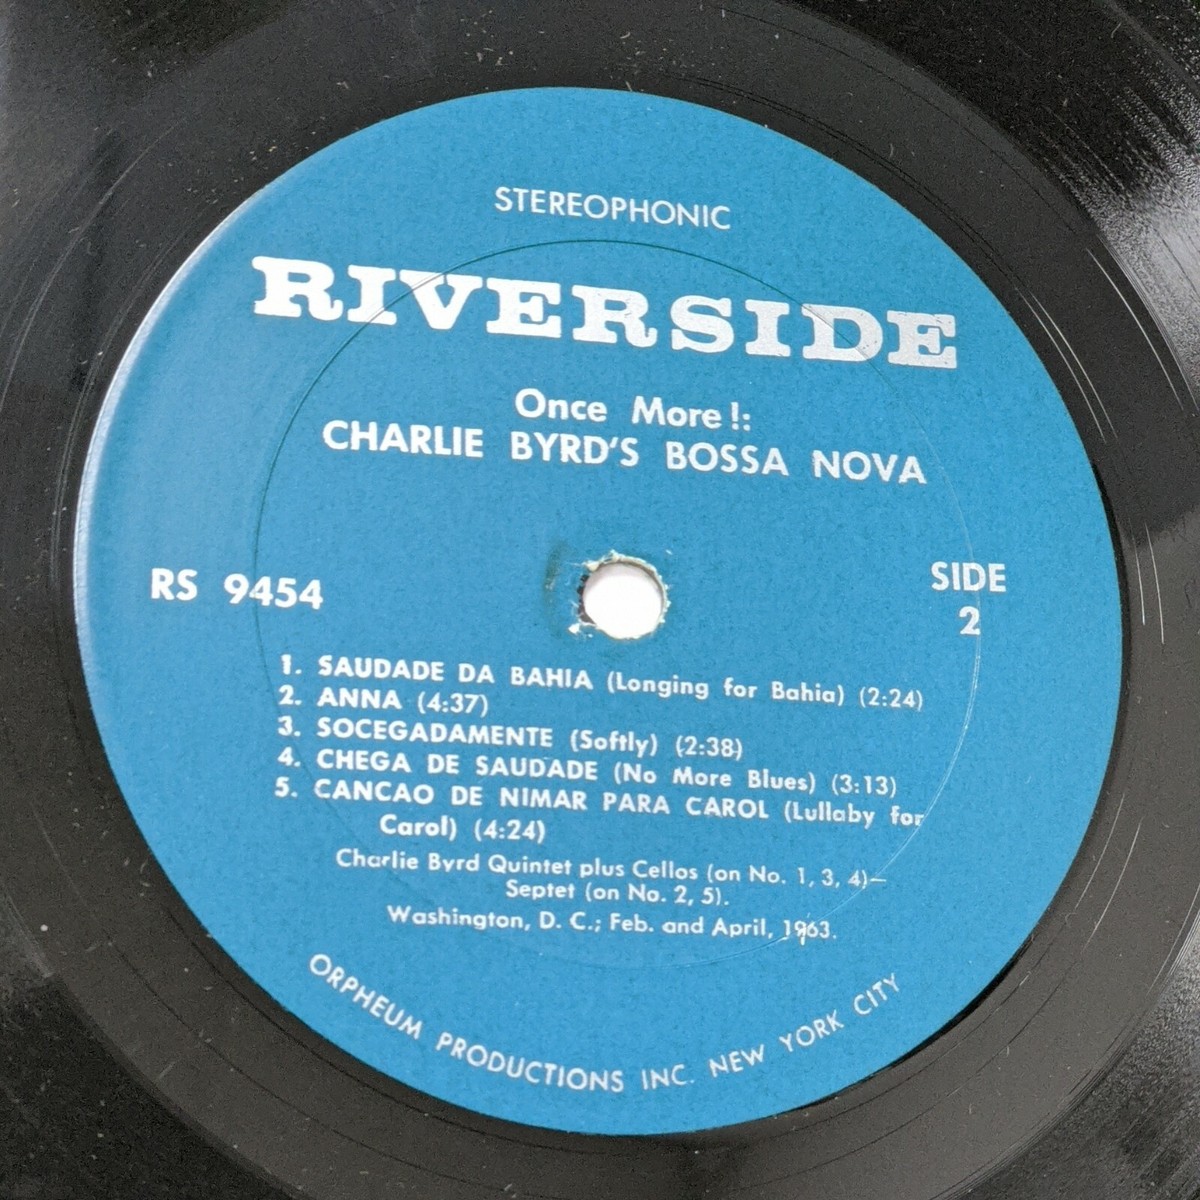 STEREOPHONIC
RIVERSIDE
Once More!:
CHARLIE BYRD'S BOSSA NOVA
RS 9454
SIDE
2
1. SAUDADE DA BAHIA (Longing for Bahia) (2:24)
2. ANNA (4:37)
3. SOCEGADAMENTE (Softly) (2:38)
4. CHEGA DE SAUDADE (No More Blues) (3:13)
5. CANCAO DE NIMAR PARA CAROL (Lullaby for
Carol) (4:24)
Charlie Byrd Quintet plus Cellos (on No. 1, 3, 4)—
Septet (on No. 2, 5).
Washington, D. C.; Feb. and April, 1963.
ORPHEUM PRODUCTIONS INC. NEW YORK CITY